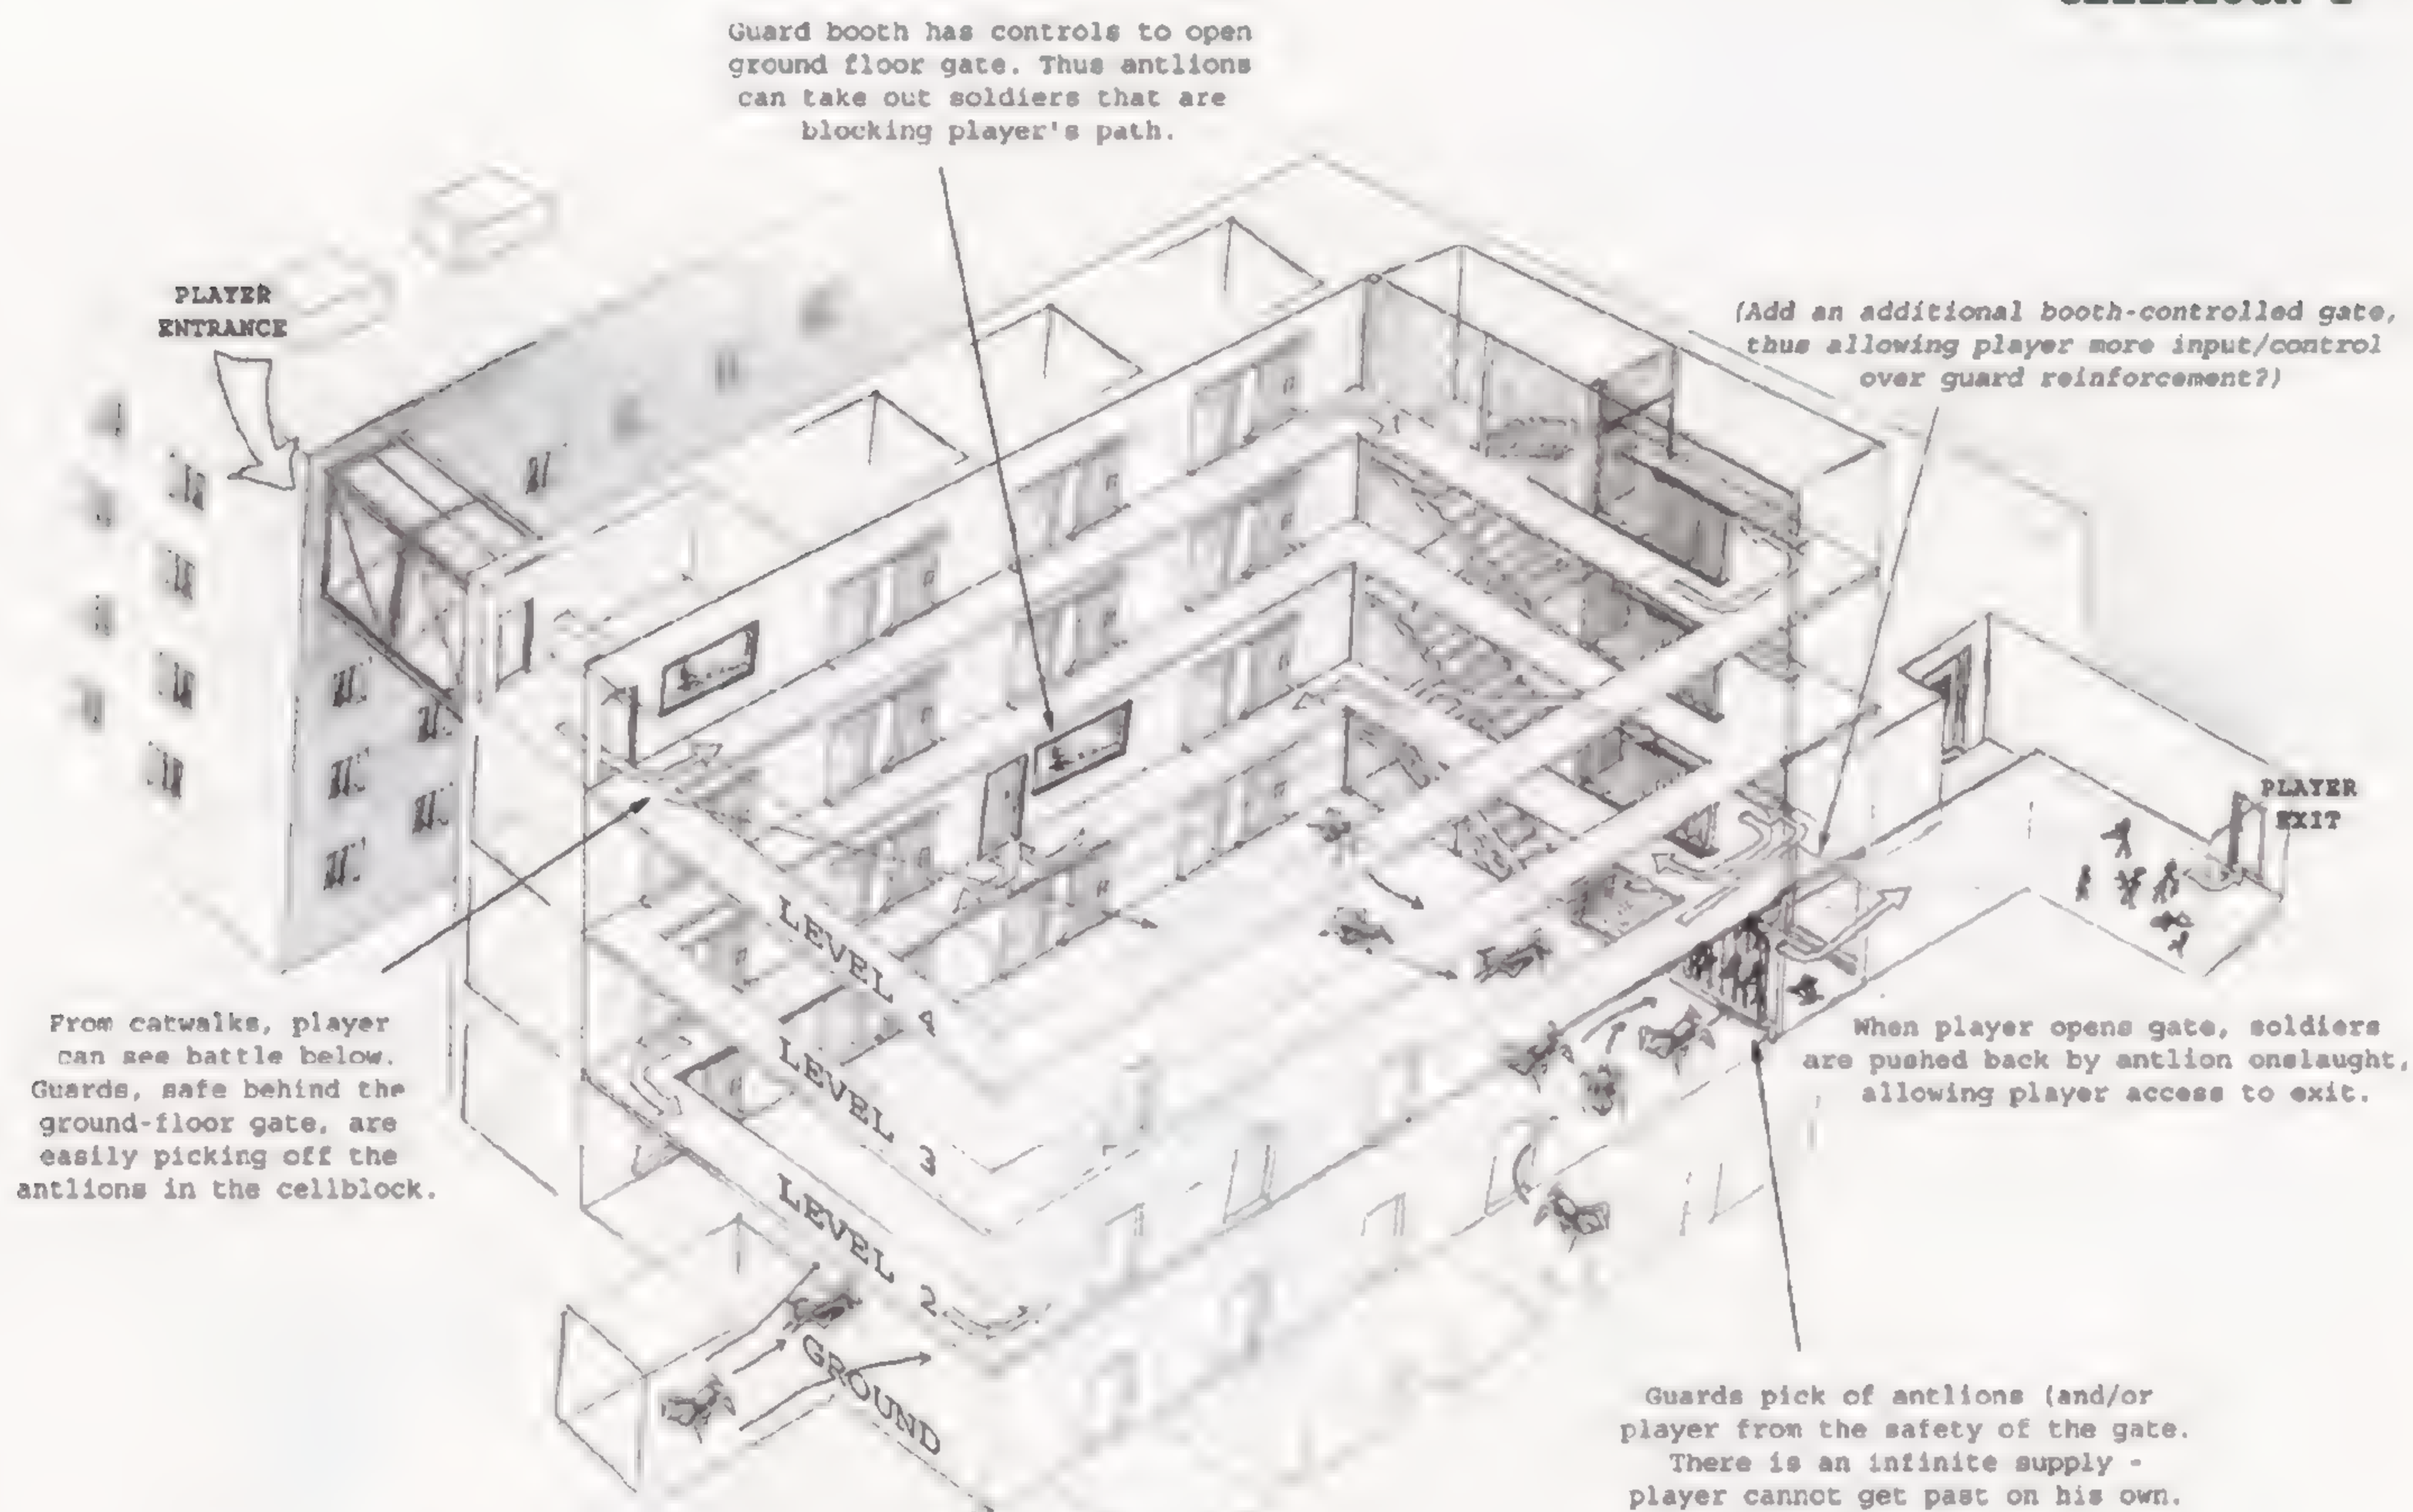 Guard booth has controls to open
ground floor gate. Thus antlions
can take out soldiers that are
blocking player's path.
PLAYER
ENTRANCE
(Add an additional booth-controlled gate,
thus allowing player more input/control
over guard reinforcement?)
PLAYER
EXIT
LEVEL 4
LEVEL 3
LEVEL 2
GROUND
From catwalks, player
can see battle below.
Guards, safe behind the
ground-floor gate, are
easily picking off the
antlions in the cellblock.
When player opens gate, soldiers
are pushed back by antlion onslaught,
allowing player access to exit.
Guards pick of antlions (and/or
player from the safety of the gate.
There is an infinite supply -
player cannot get past on his own.